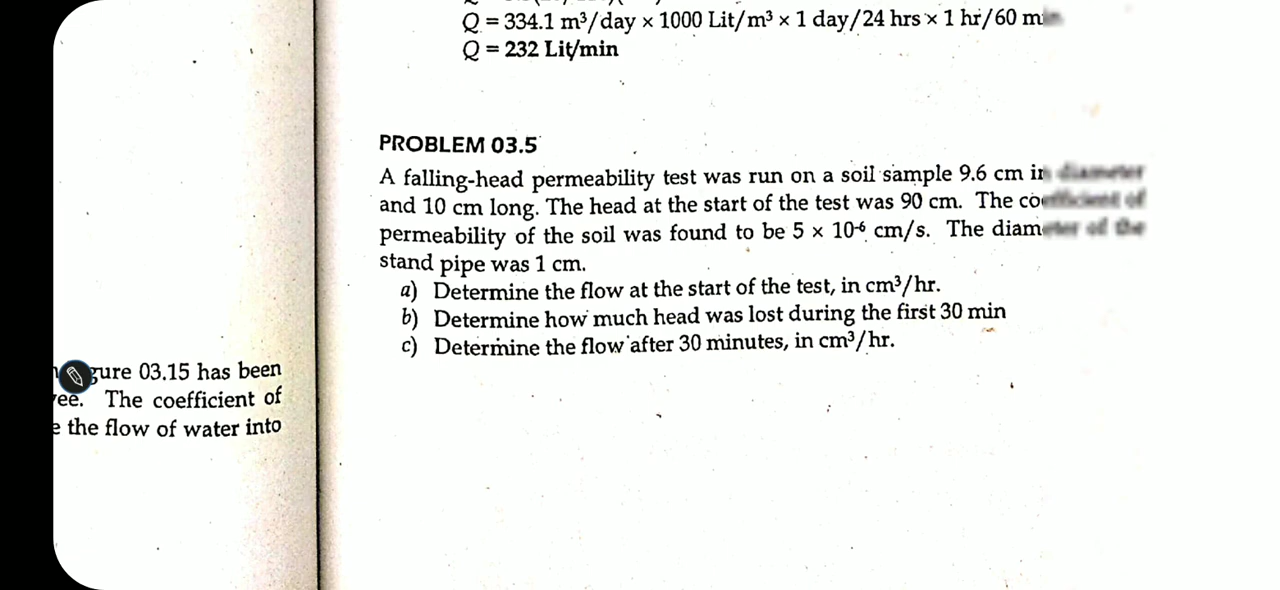 gure 03.15 has been
ee. The coefficient of
e the flow of water into
Q = 334.1 m³/day × 1000 Lit/m³ × 1 day/24 hrs × 1 hr/60
Q = 232 Lit/min
PROBLEM 03.5
A falling-head permeability test was run on a soil sample 9.6 cm in diameter
and 10 cm long. The head at the start of the test was 90 cm. The coefficient of
permeability of the soil was found to be 5 × 10-⁶ cm/s. The diameter of the
stand pipe was 1 cm.
a) Determine the flow at the start of the test, in cm³/hr.
b) Determine how much head was lost during the first 30 min
c) Determine the flow after 30 minutes, in cm³/hr.